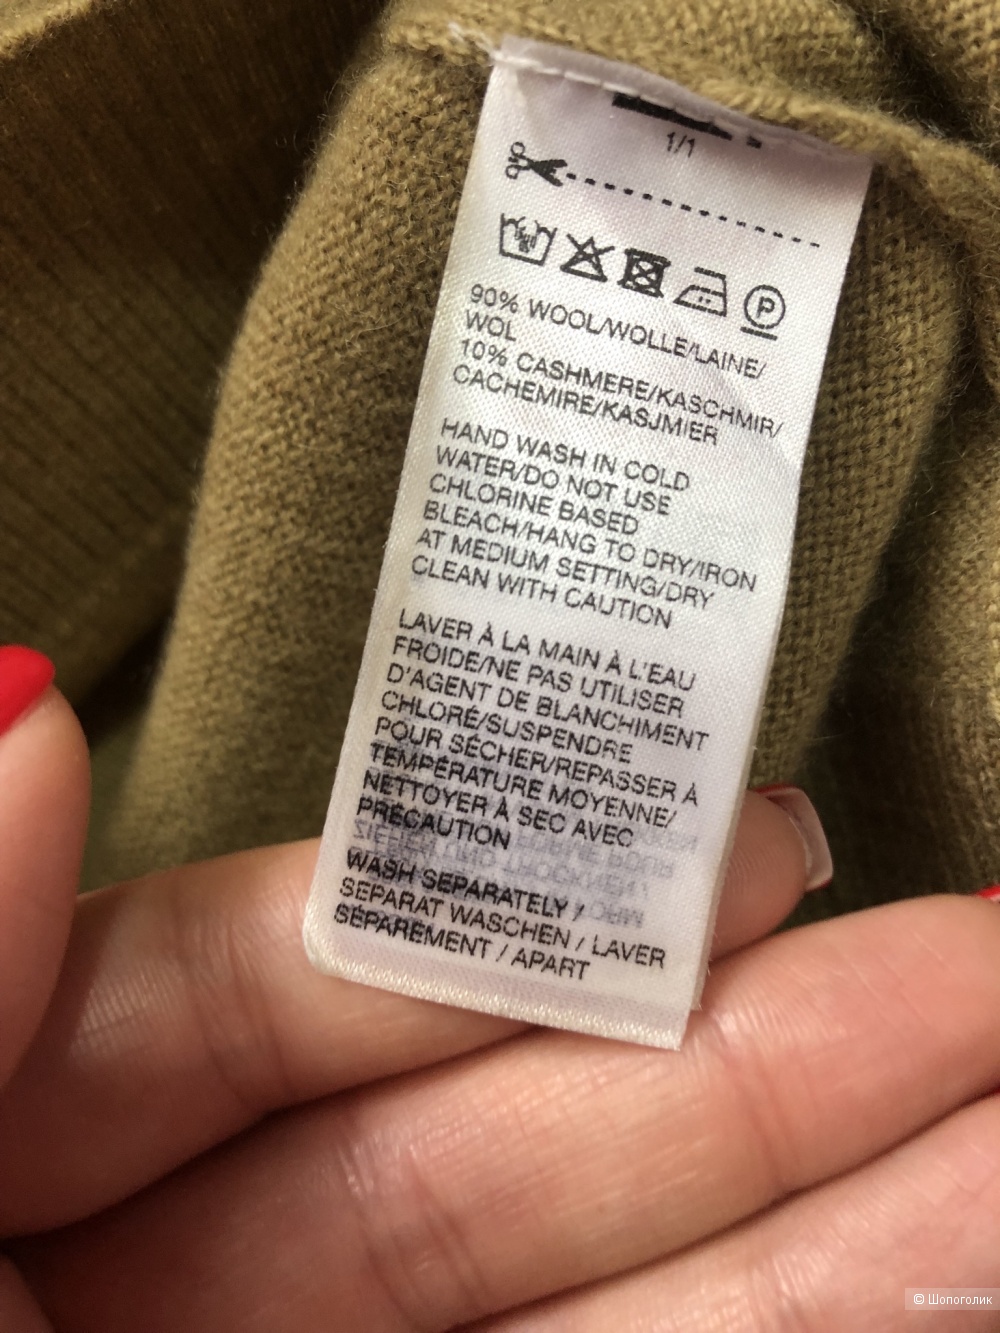 1/1
P
90% WOOL/WOLLE/LAINE/
WOL
10% CASHMERE/KASCHMIR/
CACHEMIRE/KASJMIER
HAND WASH IN COLD
WATER/DO NOT USE
CHLORINE BASED
BLEACH/HANG TO DRY/IRON
AT MEDIUM SETTING/DRY
CLEAN WITH CAUTION
LAVER À LA MAIN À L'EAU
FROIDE/NE PAS UTILISER
D'AGENT DE BLANCHIMENT
CHLORÉ/SUSPENDRE
POUR SÉCHER/REPASSER À
TEMPÉRATURE MOYENNE/
NETTOYER À SEC AVEC
PRÉCAUTION
WASH SEPARATELY /
SEPARAT WASCHEN / LAVER
SÉPARÉMENT / APART
© Шопоголик